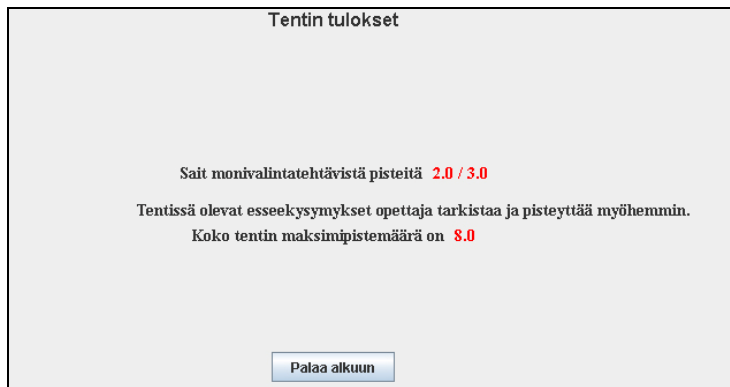 Tentin tulokset
Sait monivalintatehtävistä pisteitä 2.0 / 3.0
Tentissä olevat esseekysymykset opettaja tarkistaa ja pisteyttää myöhemmin.
Koko tentin maksimipistemäärä on 8.0
Palaa alkuun